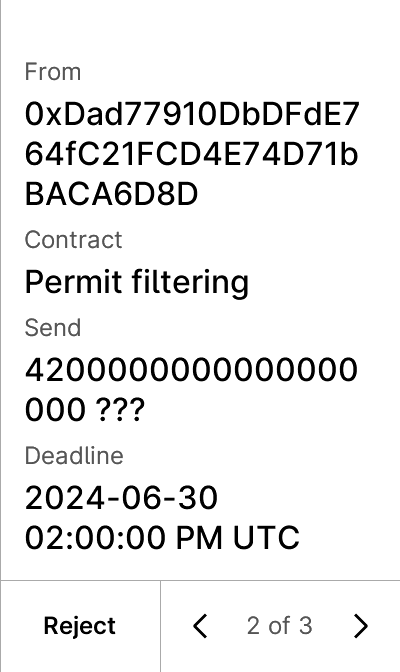 From
0xDad77910DbDFdE7
64fC21FCD4E74D71b
BACA6D8D
Contract
Permit filtering
Send
4200000000000000
000 ???
Deadline
2024-06-30
02:00:00 PM UTC
Reject
2 of 3